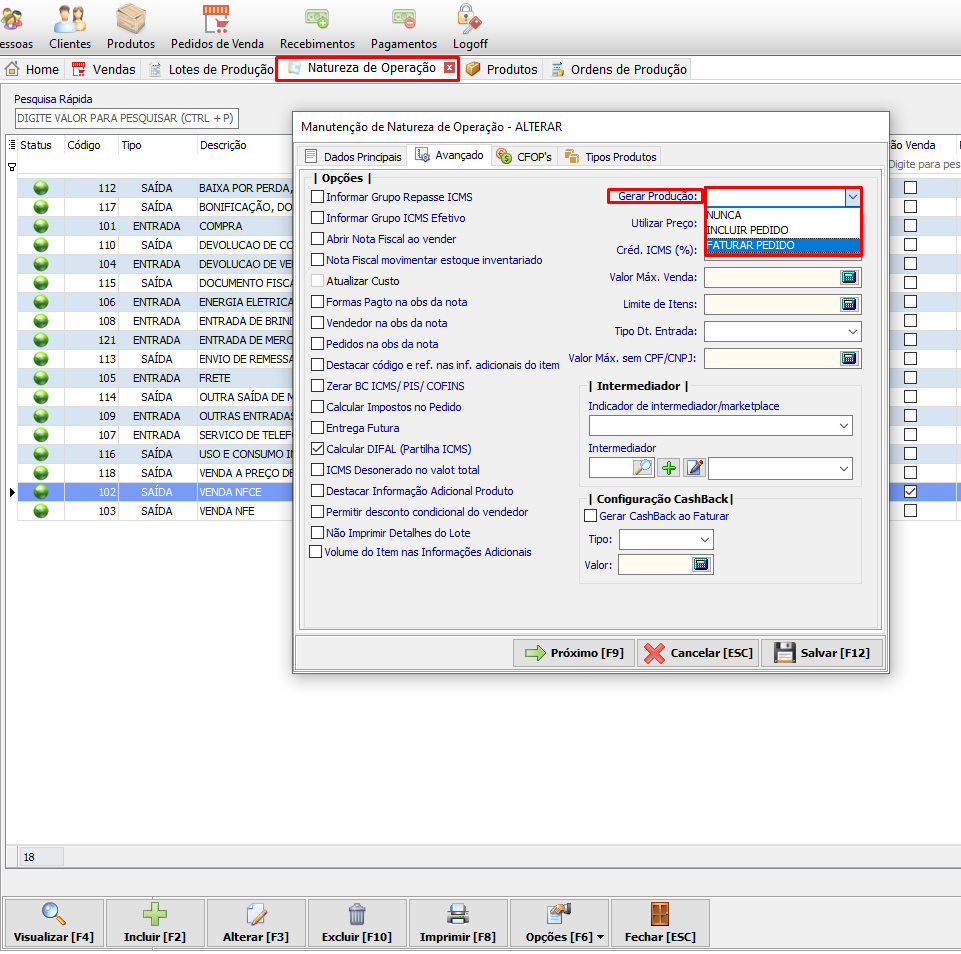 essoas Clientes Produtos Pedidos de Venda Recebimentos Pagamentos Logoff
Home Vendas Lotes de Produção Natureza de Operação Produtos Ordens de Produção
Pesquisa Rápida
DIGITE VALOR PARA PESQUISAR (CTRL +P)
Status Código Tipo Descrição
ão Venda
Digite para pes
112 SAÍDA BAIXA POR PERDA,
117 SAÍDA BONIFICAÇÃO, DO
101 ENTRADA COMPRA
110 SAÍDA DEVOLUCAO DE CO
104 ENTRADA DEVOLUCAO DE VE
115 SAÍDA DOCUMENTO FISCA
106 ENTRADA ENERGIA ELETRICA
108 ENTRADA ENTRADA DE BRIND
121 ENTRADA ENTRADA DE MERC
113 SAÍDA ENVIO DE REMESSA
105 ENTRADA FRETE
114 SAÍDA OUTRA SAÍDA DE M
109 ENTRADA OUTRAS ENTRADAS
107 ENTRADA SERVICO DE TELEF
116 SAÍDA USO E CONSUMO I
118 SAÍDA VENDA A PREÇO DE
102 SAÍDA VENDA NFCE
103 SAÍDA VENDA NFE
18
Manutenção de Natureza de Operação - ALTERAR
Dados Principais Avançado CFOP's Tipos Produtos
| Opções |
Informar Grupo Repasse ICMS
Informar Grupo ICMS Efetivo
Abrir Nota Fiscal ao vender
Nota Fiscal movimentar estoque inventariado
Atualizar Custo
Formas Pagto na obs da nota
Vendedor na obs da nota
Pedidos na obs da nota
Destacar código e ref. nas inf. adicionais do item
Zerar BC ICMS/ PIS/ COFINS
Calcular Impostos no Pedido
Entrega Futura
Calcular DIFAL (Partilha ICMS)
ICMS Desonerado no valot total
Destacar Informação Adicional Produto
Permitir desconto condicional do vendedor
Não Imprimir Detalhes do Lote
Volume do Item nas Informações Adicionais
Gerar Produção:
NUNCA
INCLUIR PEDIDO
FATURAR PEDIDO
Utilizar Preço:
Créd. ICMS (%):
Valor Máx. Venda:
Limite de Itens:
Tipo Dt. Entrada:
Valor Máx. sem CPF/CNPJ:
| Intermediador |
Indicador de intermediador/marketplace
Intermediador
| Configuração CashBack|
Gerar CashBack ao Faturar
Tipo:
Valor:
Próximo [F9] Cancelar [ESC] Salvar [F12]
Visualizar [F4] Incluir [F2] Alterar [F3] Excluir [F10] Imprimir [F8] Opções [F6] Fechar [ESC]